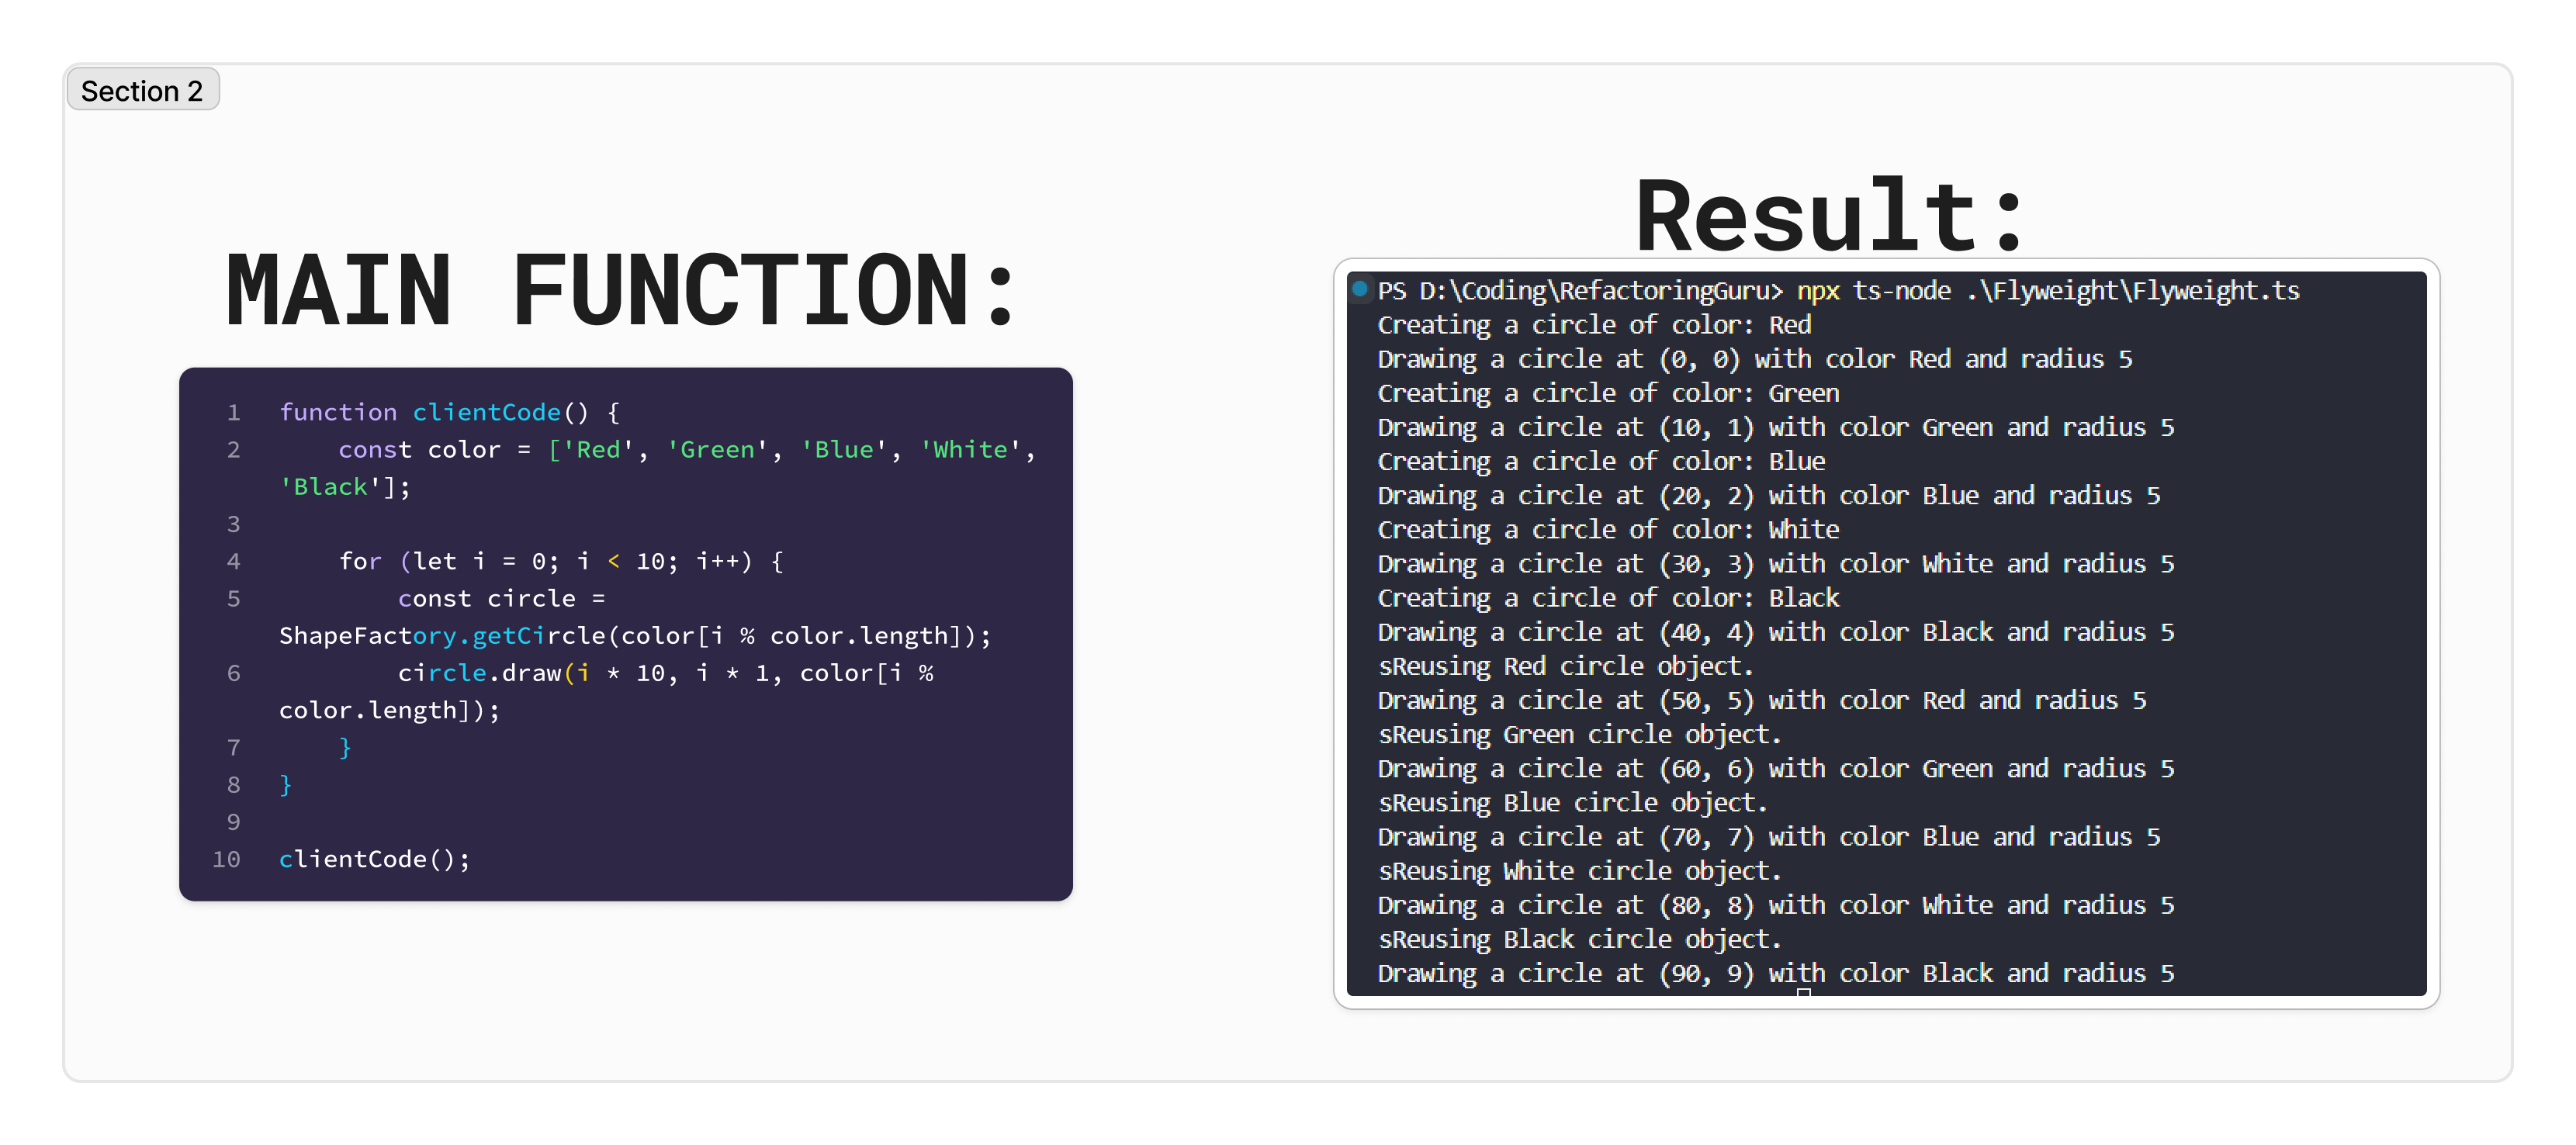 Section 2
MAIN FUNCTION:
1 function clientCode() {
2 const color = ['Red', 'Green', 'Blue', 'White',
'Black'];
3
4 for (let i = 0; i < 10; i++) {
5 const circle =
ShapeFactory.getCircle(color[i % color.length]);
6 circle.draw(i * 10, i * 1, color[i %
color.length]);
7 }
8 }
9
10 clientCode();
Result:
PS D:\Coding\RefactoringGuru> npx ts-node .\Flyweight\Flyweight.ts
Creating a circle of color: Red
Drawing a circle at (0, 0) with color Red and radius 5
Creating a circle of color: Green
Drawing a circle at (10, 1) with color Green and radius 5
Creating a circle of color: Blue
Drawing a circle at (20, 2) with color Blue and radius 5
Creating a circle of color: White
Drawing a circle at (30, 3) with color White and radius 5
Creating a circle of color: Black
Drawing a circle at (40, 4) with color Black and radius 5
sReusing Red circle object.
Drawing a circle at (50, 5) with color Red and radius 5
sReusing Green circle object.
Drawing a circle at (60, 6) with color Green and radius 5
sReusing Blue circle object.
Drawing a circle at (70, 7) with color Blue and radius 5
sReusing White circle object.
Drawing a circle at (80, 8) with color White and radius 5
sReusing Black circle object.
Drawing a circle at (90, 9) with color Black and radius 5